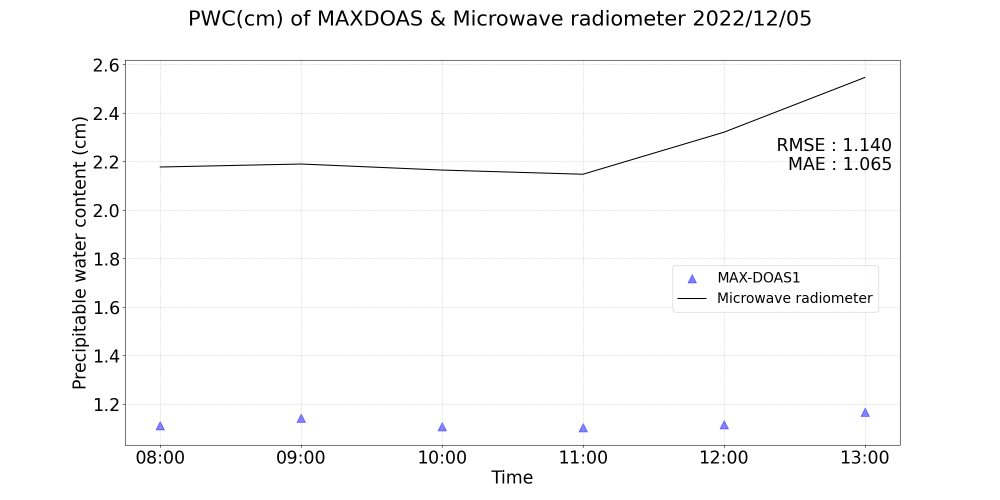 PWC(cm) of MAXDOAS & Microwave radiometer 2022/12/05
2.6
2.4
2.2
2.0
1.8
1.6
1.4
1.2
Precipitable water content (cm)
RMSE : 1.140
MAE : 1.065
MAX-DOAS1
Microwave radiometer
08:00 09:00 10:00 11:00 12:00 13:00
Time